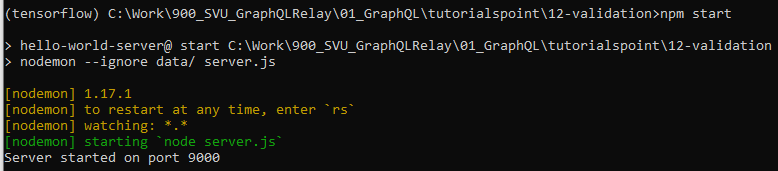 (tensorflow) C:\Work\900_SVU_GraphQLRelay\01_GraphQL\tutorialspoint\12-validation>npm start
> hello-world-server@ start C:\Work\900_SVU_GraphQLRelay\01_GraphQL\tutorialspoint\12-validation
> nodemon --ignore data/ server.js
[nodemon] 1.17.1
[nodemon] to restart at any time, enter `rs`
[nodemon] watching: *.*
[nodemon] starting `node server.js`
Server started on port 9000